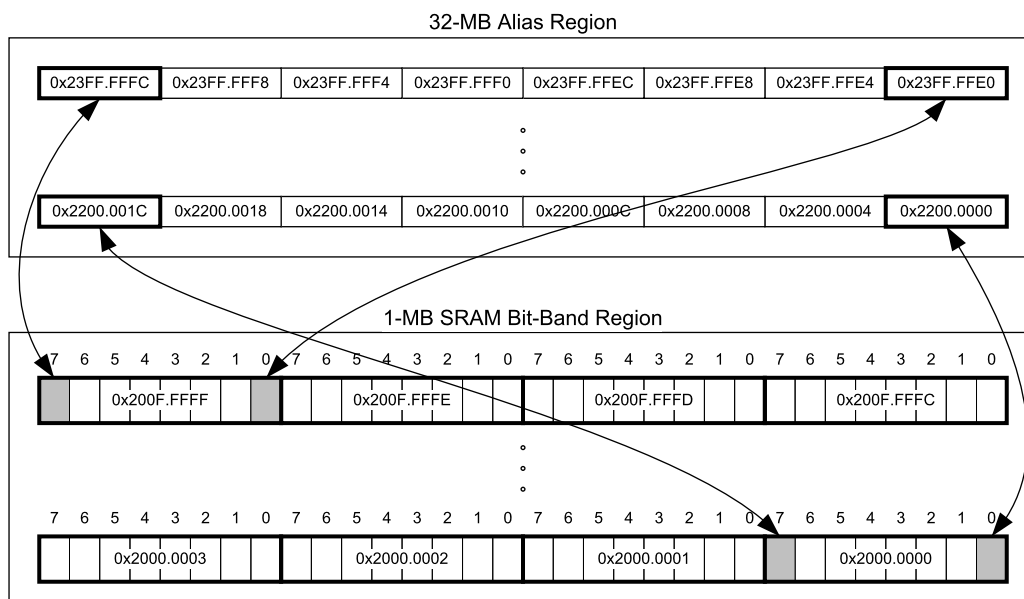 32-MB Alias Region
0x23FF.FFFC 0x23FF.FFF8 0x23FF.FFF4 0x23FF.FFF0 0x23FF.FFEC 0x23FF.FFE8 0x23FF.FFE4 0x23FF.FFE0
0x2200.001C 0x2200.0018 0x2200.0014 0x2200.0010 0x2200.000C 0x2200.0008 0x2200.0004 0x2200.0000
1-MB SRAM Bit-Band Region
7 6 5 4 3 2 1 0 7 6 5 4 3 2 1 0 7 6 5 4 3 2 1 0 7 6 5 4 3 2 1 0
0x200F.FFFF 0x200F.FFFE 0x200F.FFFD 0x200F.FFFC
7 6 5 4 3 2 1 0 7 6 5 4 3 2 1 0 7 6 5 4 3 2 1 0 7 6 5 4 3 2 1 0
0x2000.0003 0x2000.0002 0x2000.0001 0x2000.0000